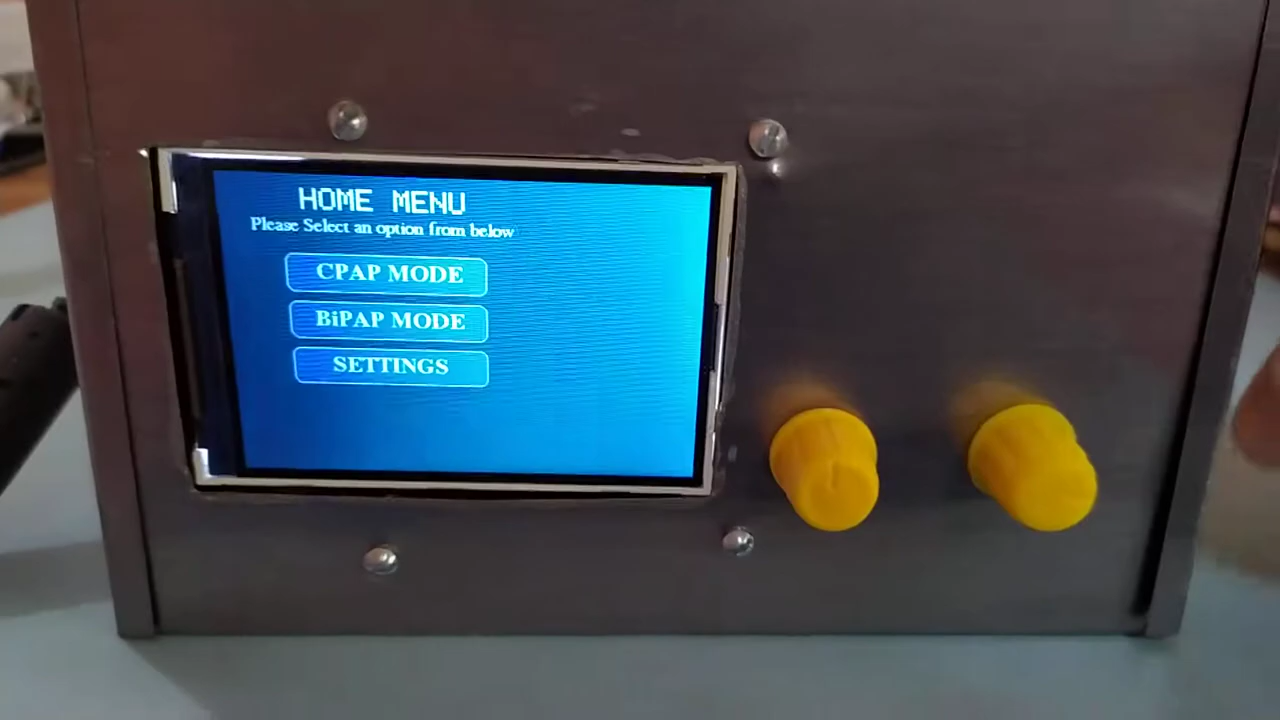 HOME MENU
Please Select an option from below
CPAP MODE
BiPAP MODE
SETTINGS